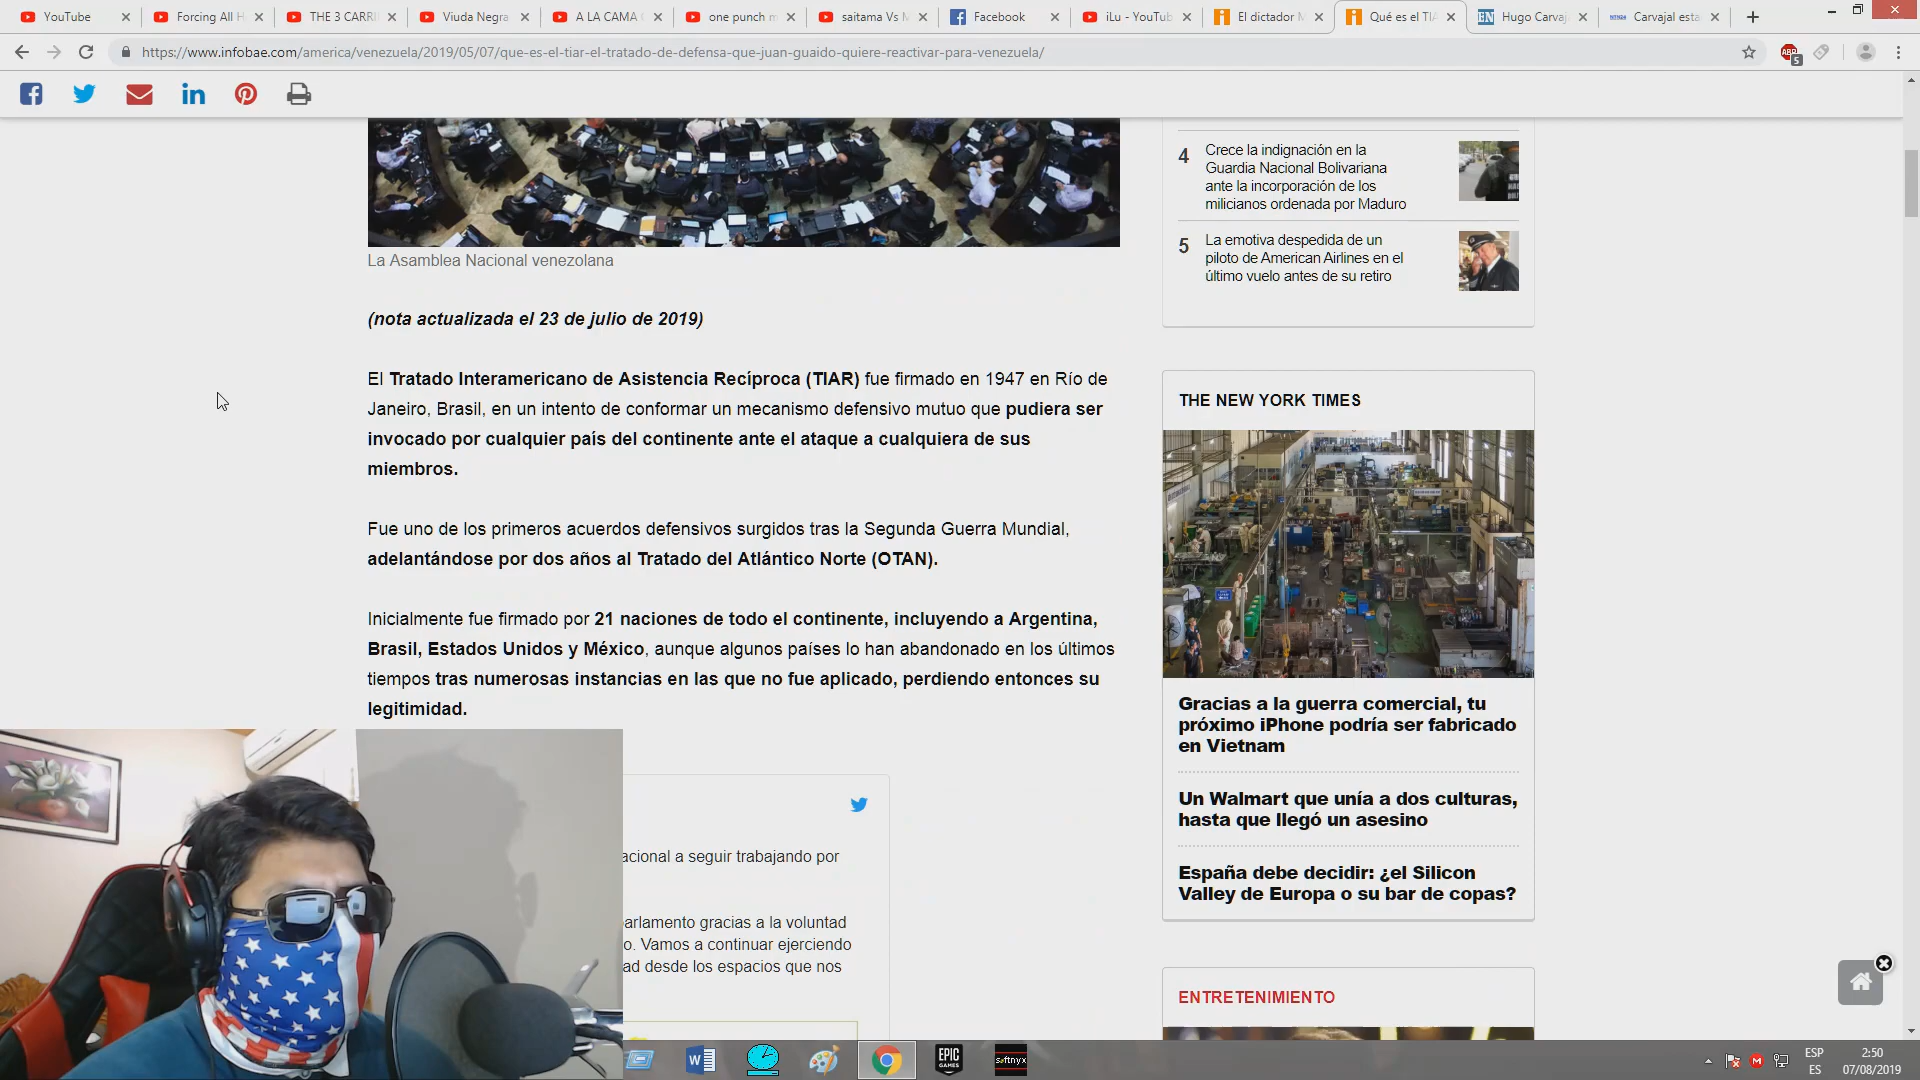 YouTube
Forcing All H
THE 3 CARRI
Viuda Negra
A LA CAMA
one punch m
saitama Vs
Facebook
iLu - YouTub
El dictador
Qué es el TIA
Hugo Carvaj
Carvajal esta
https://www.infobae.com/america/venezuela/2019/05/07/que-es-el-tiar-el-tratado-de-defensa-que-juan-guaido-quiere-reactivar-para-venezuela/
ABP
5
La Asamblea Nacional venezolana
(nota actualizada el 23 de julio de 2019)
El Tratado Interamericano de Asistencia Recíproca (TIAR) fue firmado en 1947 en Río de
Janeiro, Brasil, en un intento de conformar un mecanismo defensivo mutuo que pudiera ser
invocado por cualquier país del continente ante el ataque a cualquiera de sus
miembros.
Fue uno de los primeros acuerdos defensivos surgidos tras la Segunda Guerra Mundial,
adelantándose por dos años al Tratado del Atlántico Norte (OTAN).
Inicialmente fue firmado por 21 naciones de todo el continente, incluyendo a Argentina,
Brasil, Estados Unidos y México, aunque algunos países lo han abandonado en los últimos
tiempos tras numerosas instancias en las que no fue aplicado, perdiendo entonces su
legitimidad.
acional a seguir trabajando por
parlamento gracias a la voluntad
o. Vamos a continuar ejerciendo
ad desde los espacios que nos
4
Crece la indignación en la
Guardia Nacional Bolivariana
ante la incorporación de los
milicianos ordenada por Maduro
5
La emotiva despedida de un
piloto de American Airlines en el
último vuelo antes de su retiro
THE NEW YORK TIMES
Gracias a la guerra comercial, tu
próximo iPhone podría ser fabricado
en Vietnam
Un Walmart que unía a dos culturas,
hasta que llegó un asesino
España debe decidir: ¿el Silicon
Valley de Europa o su bar de copas?
ENTRETENIMIENTO
EPIC
GAMES
softnyx
ESP
ES
2:50
07/08/2019